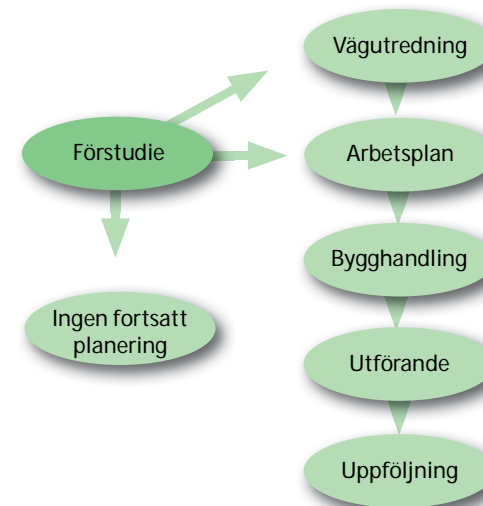 Vägutredning
Förstudie
Arbetsplan
Bygghandling
Ingen fortsatt
planering
Utförande
Uppföljning